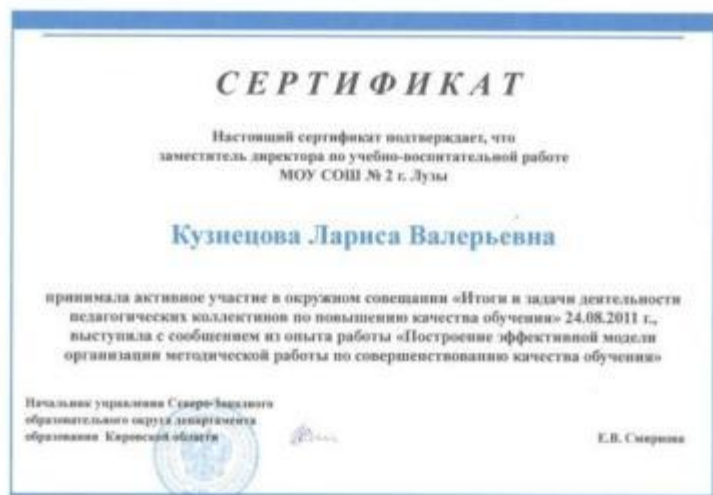 СЕРТИФИКАТ
Настоящий сертификат подтверждает, что
заместитель директора по учебно-воспитательной работе
МОУ СОШ № 2 г. Лузы
Кузнецова Лариса Валерьевна
принимала активное участие в окружном совещании «Итоги и задачи деятельности
педагогических коллективов по повышению качества обучения» 24.08.2011 г.,
выступила с сообщением из опыта работы «Построение эффективной модели
организации методической работы по совершенствованию качества обучения»
Начальник управления Северо-Западного
образовательного округа департамента
образования Кировской области
Е.В. Смирнова